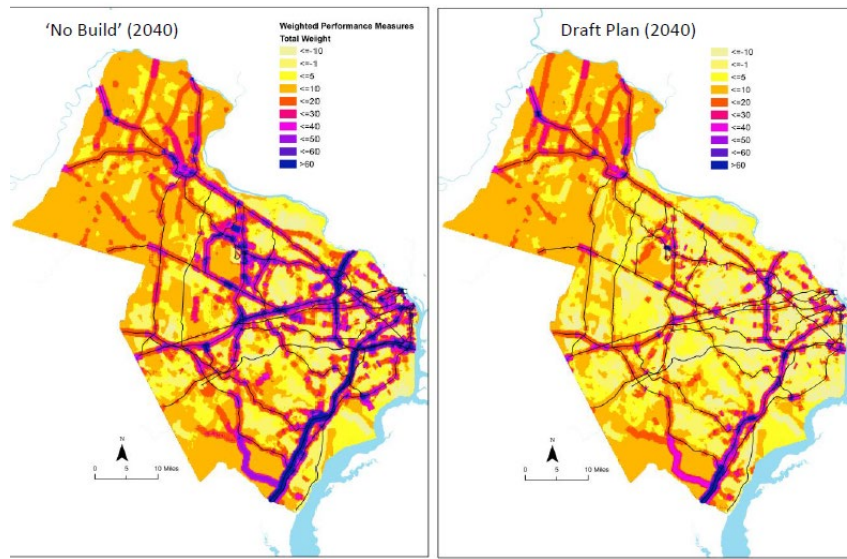 'No Build' (2040)
Weighted Performance Measures
Total Weight
<=-10
<=-1
<=5
<=10
<=20
<=30
<=40
<=50
<=60
>60
N
0 5 10 Miles
Draft Plan (2040)
<=-10
<=-1
<=5
<=10
<=20
<=30
<=40
<=50
<=60
>60
N
0 5 10 Miles